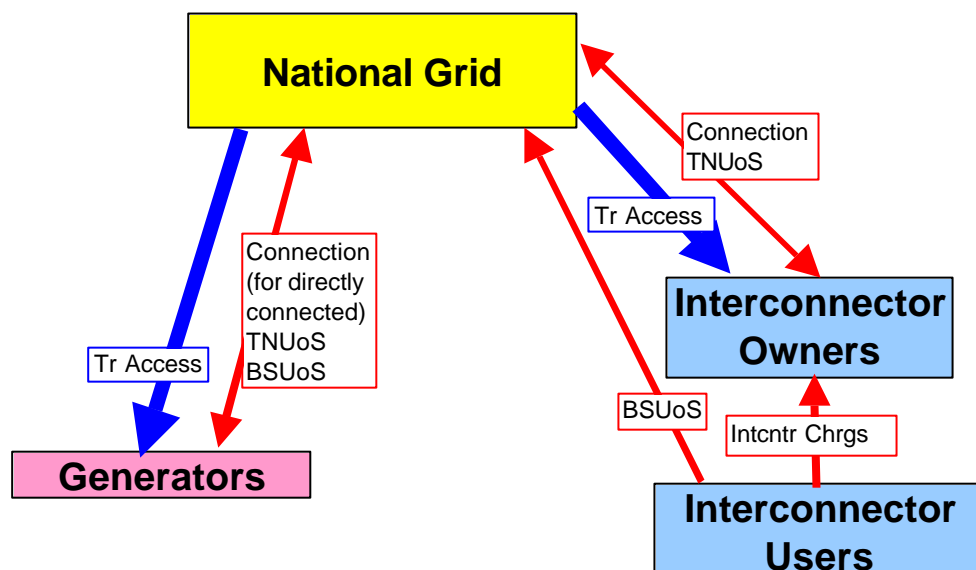 National Grid
Connection
TNUoS
Tr Access
Connection
(for directly
connected)
TNUoS
BSUoS
Tr Access
Interconnector
Owners
BSUoS
Intcntr Chrgs
Generators
Interconnector
Users